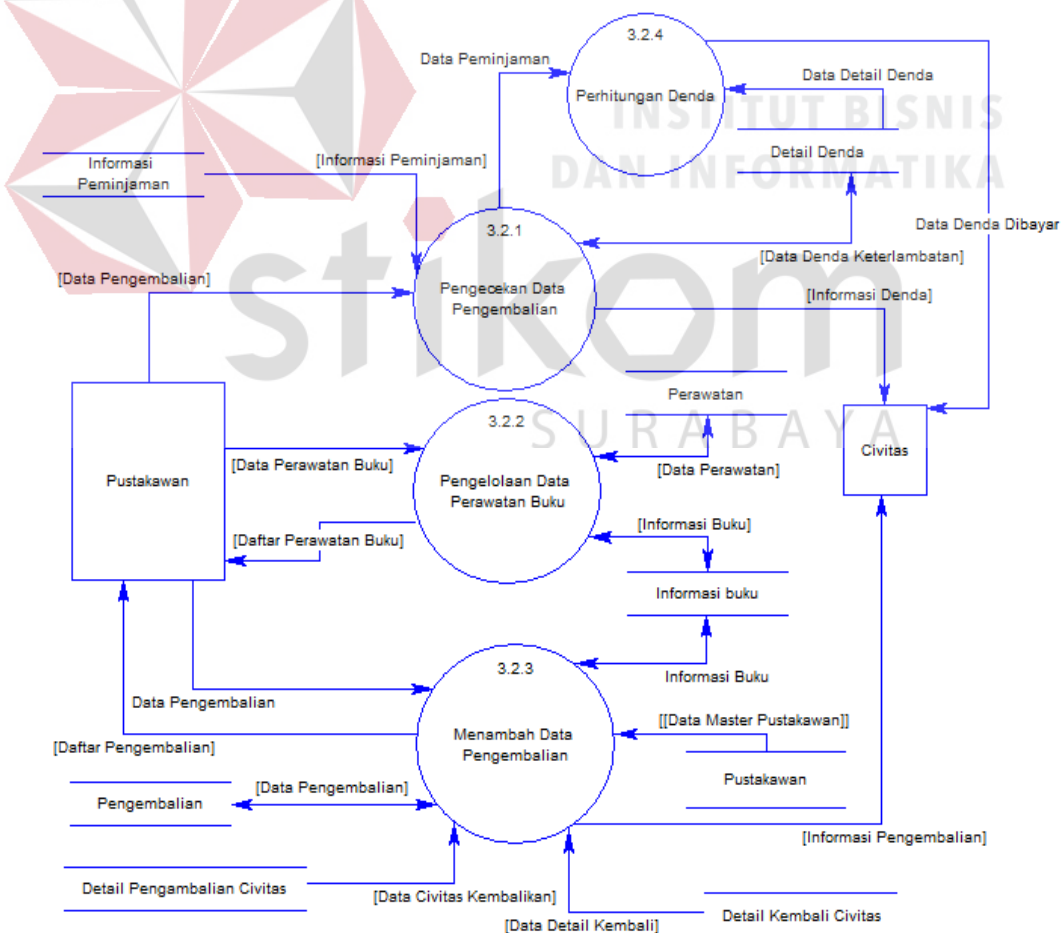 3.2.4
Data Peminjaman
Perhitungan Denda
Data Detail Denda
INSTITUT BISNIS
DAN INFORMATIKA
Detail Denda
Informasi
Peminjaman
[Informasi Peminjaman]
3.2.1
Data Denda Dibayar
[Data Denda Keterlambatan]
[Data Pengembalian]
Pengecekan Data
Pengembalian
[Informasi Denda]
stikom
SURABAYA
Perawatan
3.2.2
Civitas
[Data Perawatan Buku]
[Data Perawatan]
Pustakawan
Pengelolaan Data
Perawatan Buku
[Daftar Perawatan Buku]
[Informasi Buku]
Informasi buku
3.2.3
Informasi Buku
Data Pengembalian
[[Data Master Pustakawan]]
[Daftar Pengembalian]
Menambah Data
Pengembalian
Pustakawan
[Data Pengembalian]
Pengembalian
[Informasi Pengembalian]
Detail Pengambalian Civitas
[Data Civitas Kembalikan]
[Data Detail Kembali]
Detail Kembali Civitas